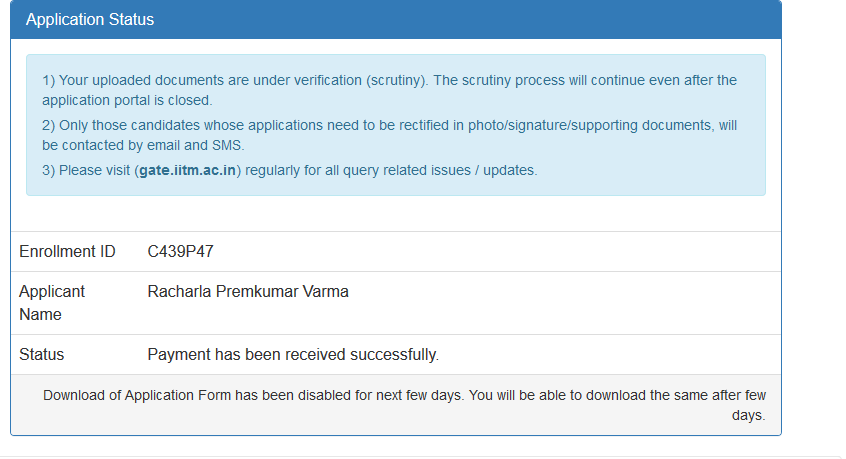 Application Status
1) Your uploaded documents are under verification (scrutiny). The scrutiny process will continue even after the
application portal is closed.
2) Only those candidates whose applications need to be rectified in photo/signature/supporting documents, will
be contacted by email and SMS.
3) Please visit (gate.iitm.ac.in) regularly for all query related issues / updates.
Enrollment ID C439P47
Applicant Name Racharla Premkumar Varma
Status Payment has been received successfully.
Download of Application Form has been disabled for next few days. You will be able to download the same after few
days.